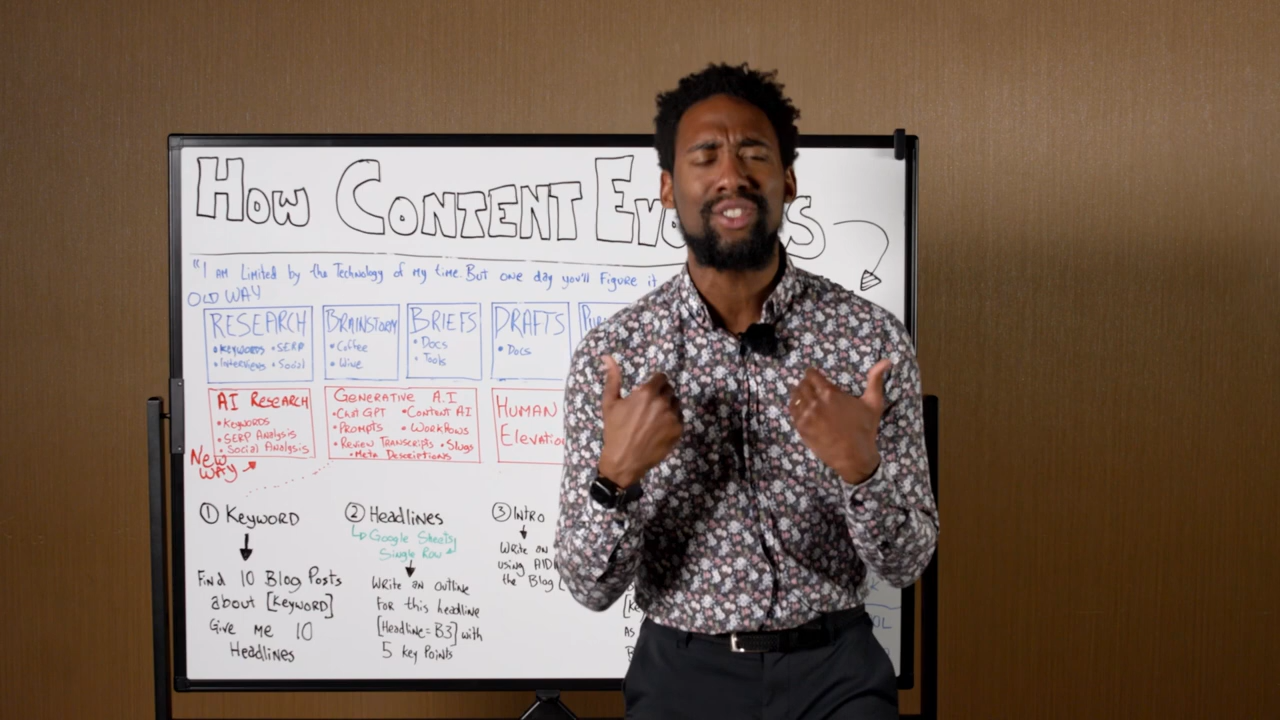 How Content
"I am Limited by the Technology of my time. But one day you'll Figure it
OLD WAY
RESEARCH
• Keywords • SERP
• Interviews • Social
BRAINSTORM
• Coffee
• Wine
BRIEFS
• Docs
• Tools
DRAFTS
• Docs
AI RESEARCH
• Keywords
• SERP Analysis
• Social Analysis
New
Way
GENERATIVE A.I
• Chat GPT • Content AI
• Prompts • Workflows
• Review Transcripts • Slugs
• Meta Descriptions
HUMAN
① Keyword
Find 10 Blog Posts
about [Keyword]
Give me 10
Headlines
② Headlines
Google Sheets
Single Row
Write an outline
For this headline
[Headline = B3] with
5 key Points
③ Intro
Write an
using
the Blog
As